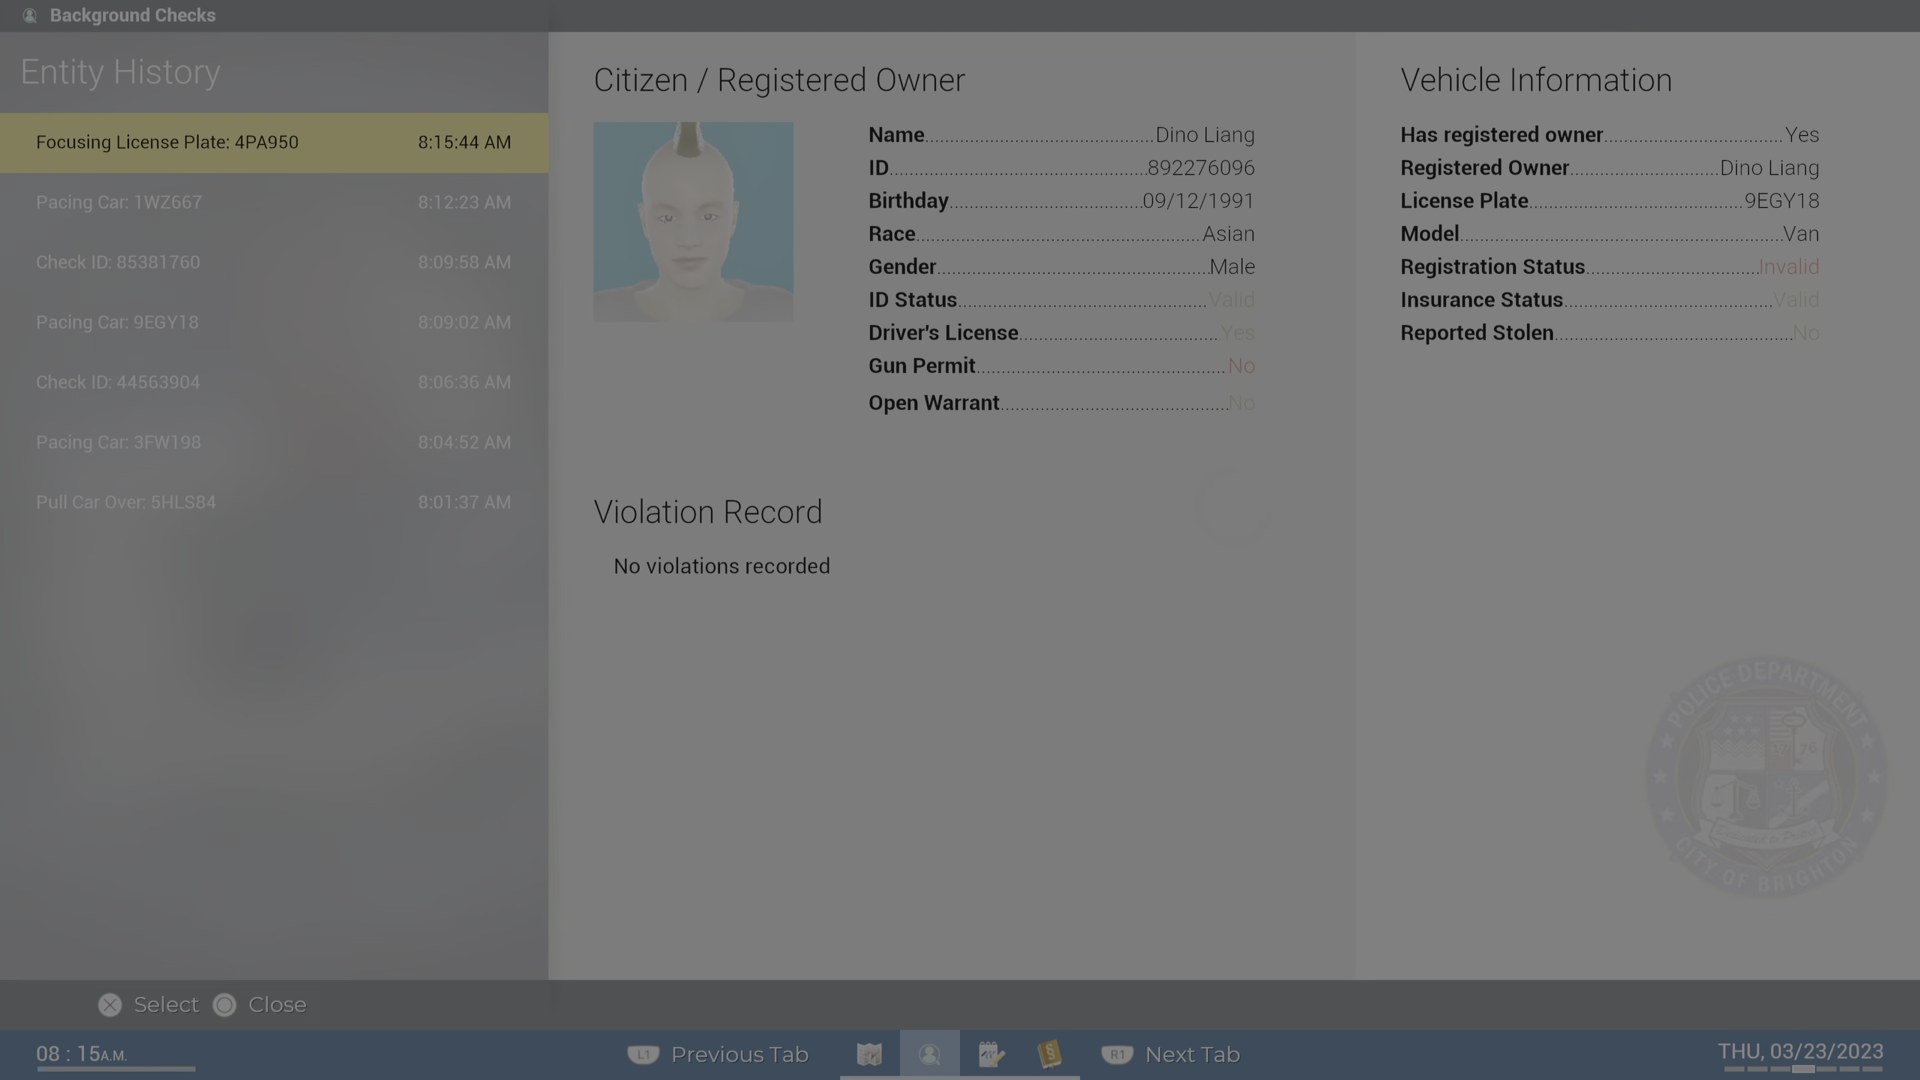 Background Checks
Entity History
Focusing License Plate: 4PA950 8:15:44 AM
Pacing Car: 1WZ667 8:12:23 AM
Check ID: 85381760 8:09:58 AM
Pacing Car: 9EGY18 8:09:02 AM
Check ID: 44563904 8:06:36 AM
Pacing Car: 3FW198 8:04:52 AM
Pull Car Over: 5HLS84 8:01:37 AM
Citizen / Registered Owner
Name Dino Liang
ID 892276096
Birthday 09/12/1991
Race Asian
Gender Male
ID Status Valid
Driver's License Yes
Gun Permit No
Open Warrant No
Violation Record
No violations recorded
Vehicle Information
Has registered owner Yes
Registered Owner Dino Liang
License Plate 9EGY18
Model Van
Registration Status Invalid
Insurance Status Valid
Reported Stolen No
POLICE DEPARTMENT
CITY OF BRIGHTON
Select Close
08 : 15 A.M.
L1 Previous Tab
R1 Next Tab
THU, 03/23/2023